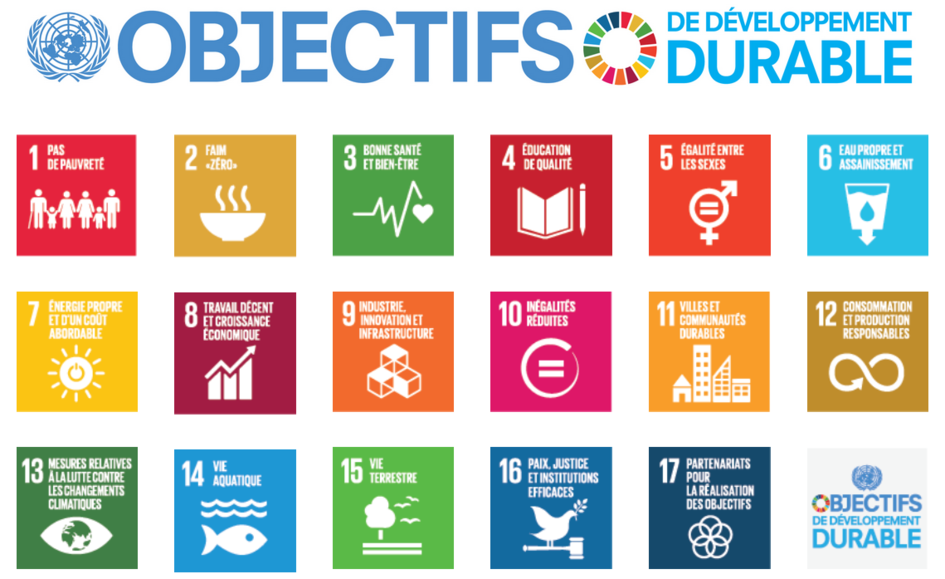 OBJECTIFS DE DÉVELOPPEMENT
DURABLE
1 PAS
DE PAUVRETÉ
2 FAIM
«ZÉRO»
3 BONNE SANTÉ
ET BIEN-ÊTRE
4 ÉDUCATION
DE QUALITÉ
5 ÉGALITÉ ENTRE
LES SEXES
6 EAU PROPRE ET
ASSAINISSEMENT
7 ÉNERGIE PROPRE
ET D'UN COÛT
ABORDABLE
8 TRAVAIL DÉCENT
ET CROISSANCE
ÉCONOMIQUE
9 INDUSTRIE,
INNOVATION ET
INFRASTRUCTURE
10 INÉGALITÉS
RÉDUITES
11 VILLES ET
COMMUNAUTÉS
DURABLES
12 CONSOMMATION
ET PRODUCTION
RESPONSABLES
13 MESURES RELATIVES
À LA LUTTE CONTRE
LES CHANGEMENTS
CLIMATIQUES
14 VIE
AQUATIQUE
15 VIE
TERRESTRE
16 PAIX, JUSTICE
ET INSTITUTIONS
EFFICACES
17 PARTENARIATS
POUR
LA RÉALISATION
DES OBJECTIFS
OBJECTIFS
DE DÉVELOPPEMENT
DURABLE